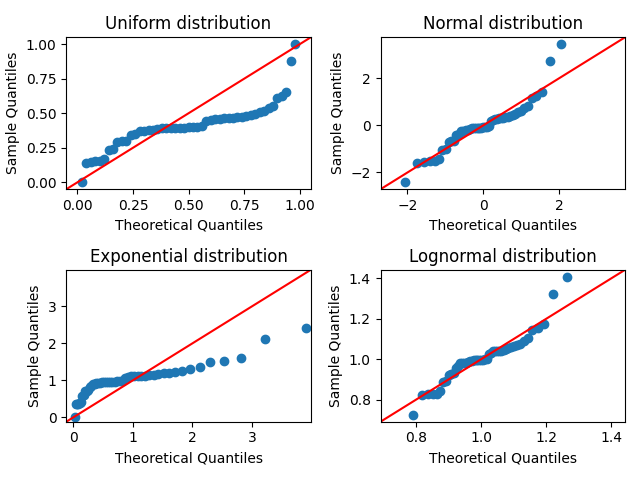 Uniform distribution
Sample Quantiles
1.00
0.75
0.50
0.25
0.00
0.00 0.25 0.50 0.75 1.00
Theoretical Quantiles
Normal distribution
Sample Quantiles
2
0
−2
−2 0 2
Theoretical Quantiles
Exponential distribution
Sample Quantiles
3
2
1
0
0 1 2 3
Theoretical Quantiles
Lognormal distribution
Sample Quantiles
1.4
1.2
1.0
0.8
0.8 1.0 1.2 1.4
Theoretical Quantiles